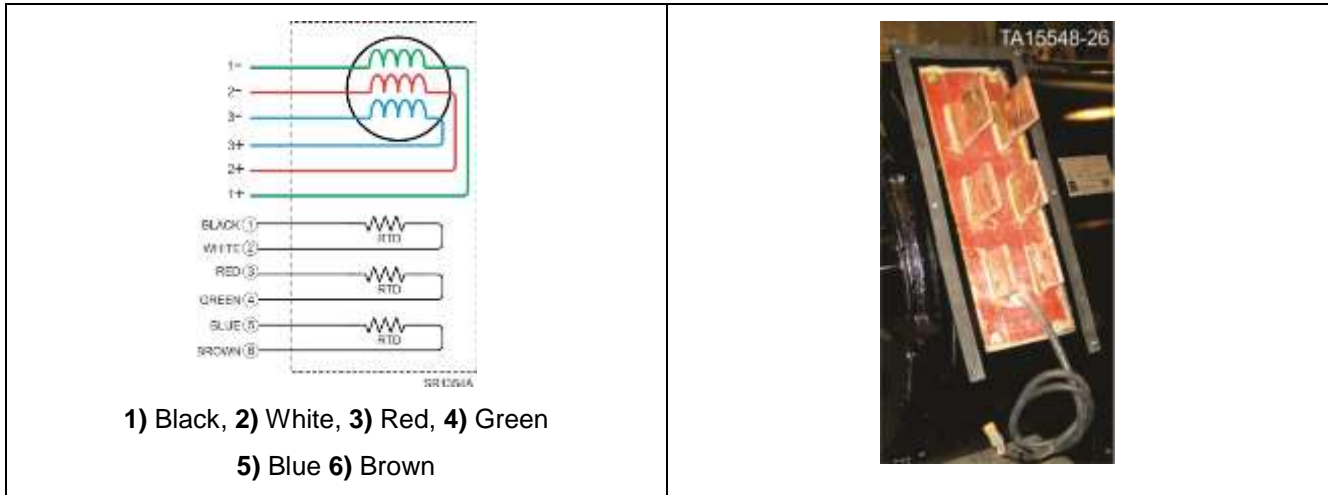 1-
2-
3-
3+
2+
1+
BLACK 1
RTD
WHITE 2
RED 3
RTD
GREEN 4
BLUE 5
RTD
BROWN 6
1) Black, 2) White, 3) Red, 4) Green
5) Blue 6) Brown
TA15548-26